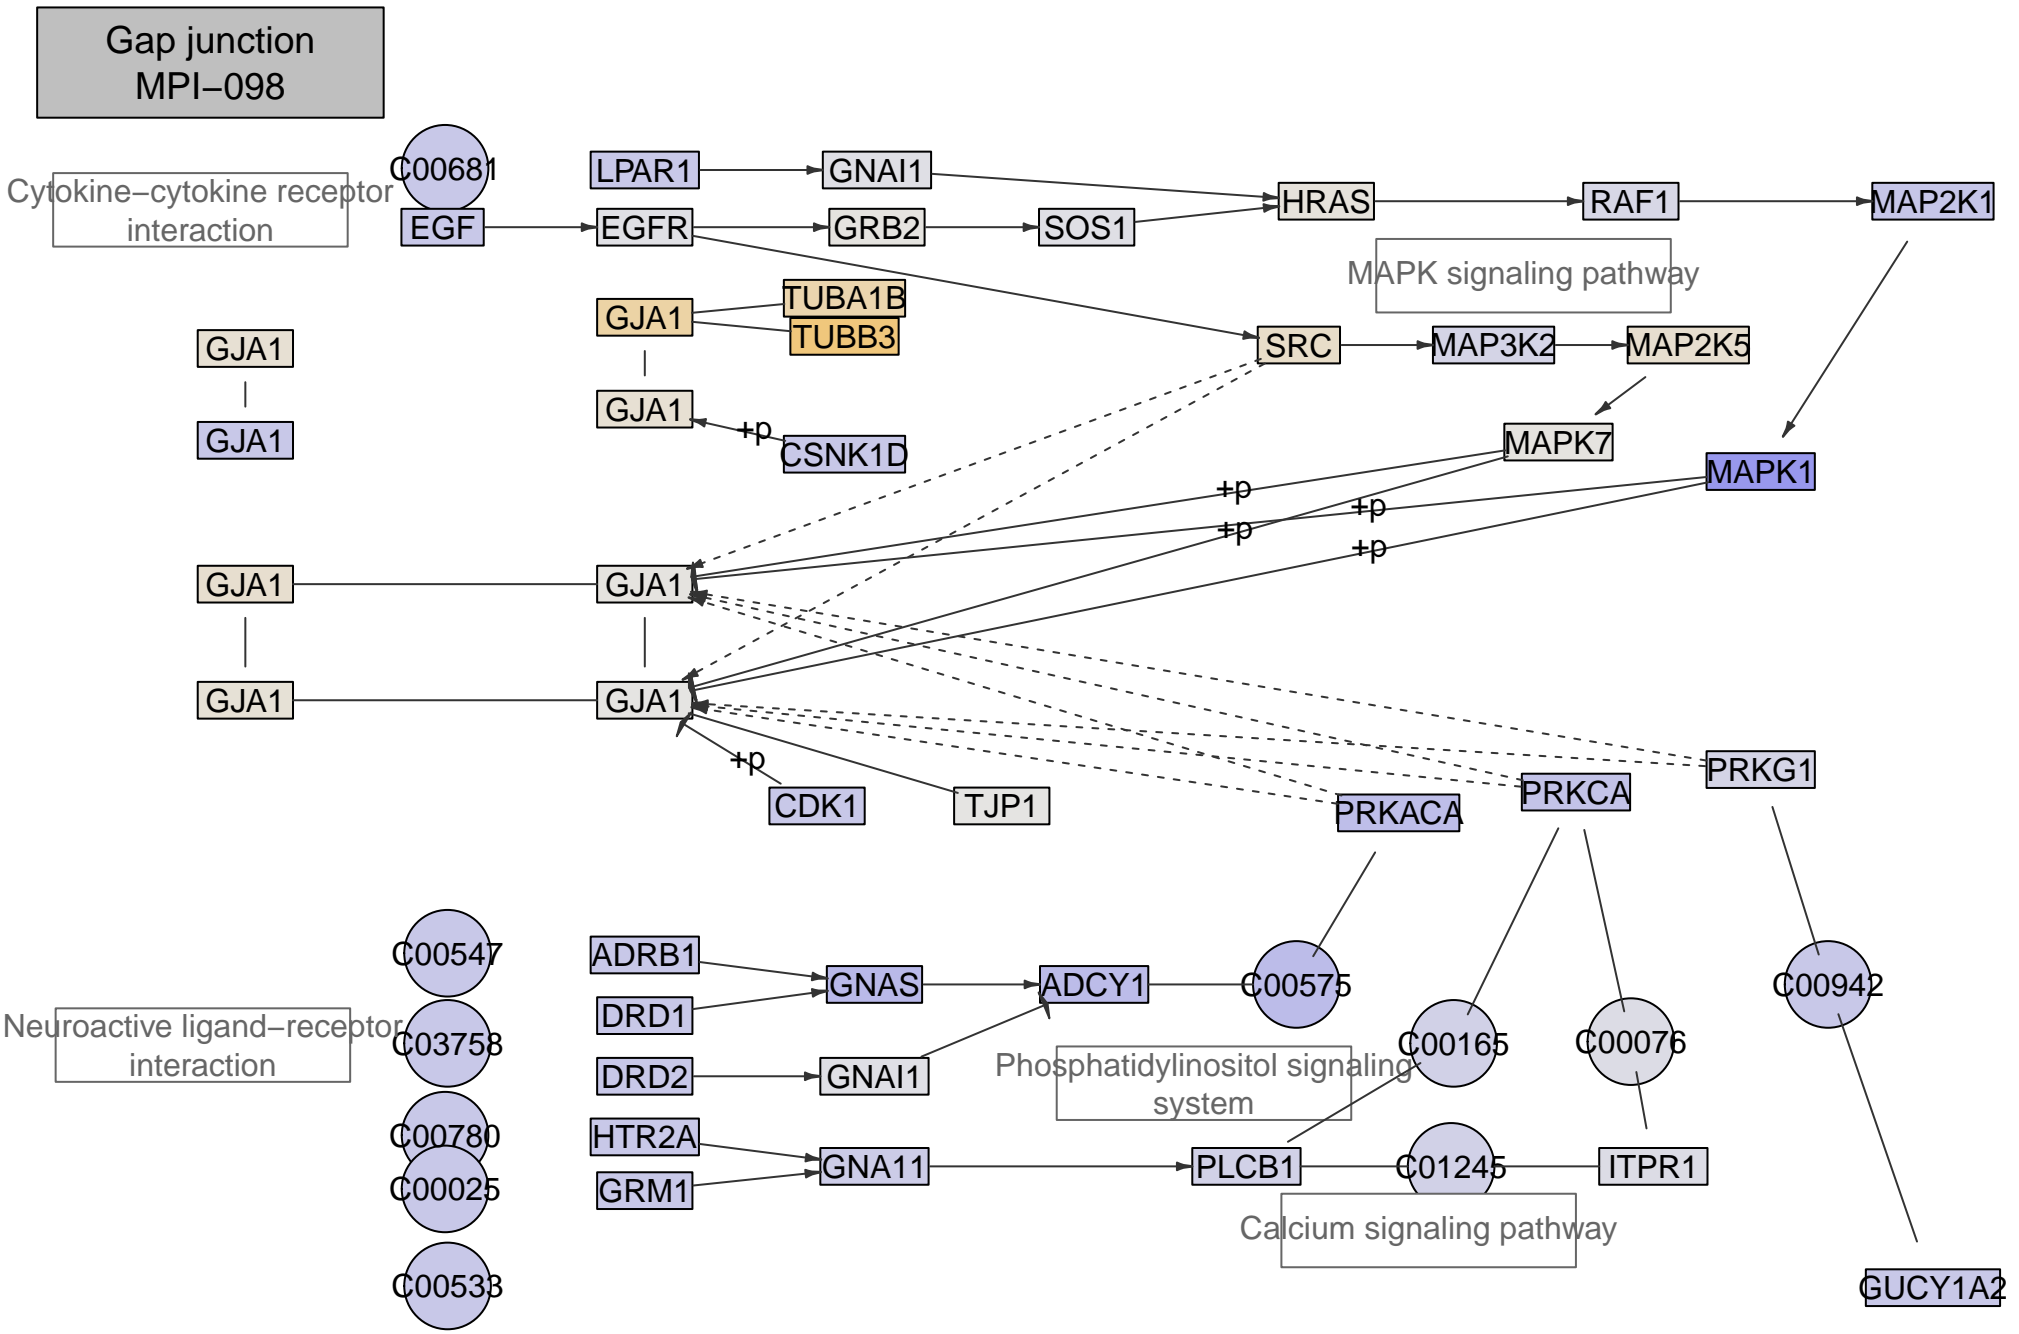 Gap junction
MPI−098
C00681
Cytokine−cytokine receptor
interaction
LPAR1
GNAI1
HRAS
RAF1
MAP2K1
EGF
EGFR
GRB2
SOS1
MAPK signaling pathway
GJA1
TUBA1B
TUBB3
GJA1
SRC
MAP3K2
MAP2K5
GJA1
+p
CSNK1D
GJA1
MAPK7
MAPK1
+p
+p
+p
+p
GJA1
GJA1
GJA1
GJA1
+p
CDK1
TJP1
PRKACA
PRKCA
PRKG1
C00547
ADRB1
GNAS
ADCY1
C00575
C00942
DRD1
Neuroactive ligand−receptor
interaction
C03758
DRD2
GNAI1
Phosphatidylinositol signaling
system
C00165
C00076
C00780
HTR2A
GNA11
PLCB1
C01245
ITPR1
C00025
GRM1
Calcium signaling pathway
C00533
GUCY1A2